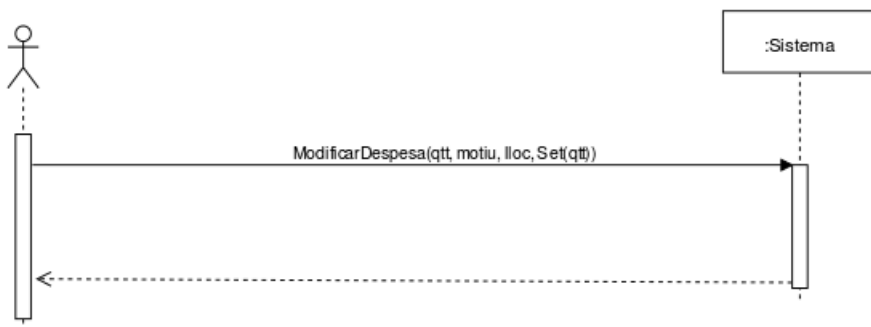 :Sistema
ModificarDespesa(qtt, motiu, lloc, Set(qtt))